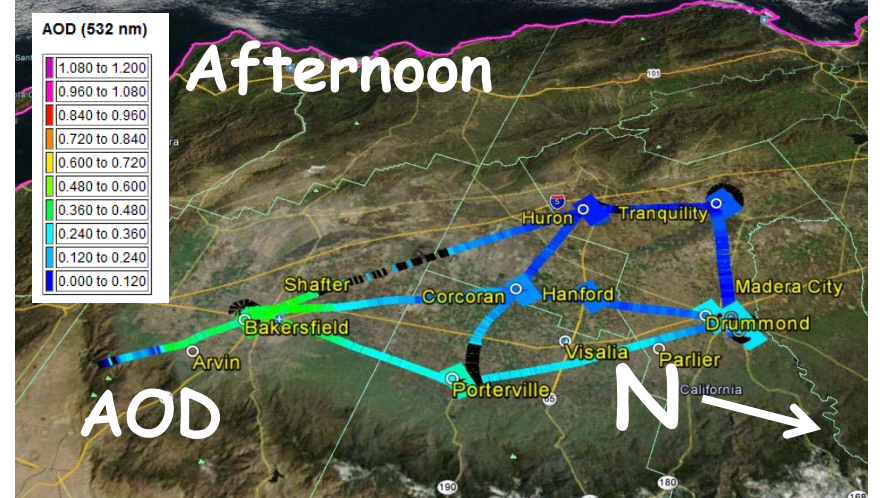 AOD (532 nm)
1.080 to 1.200
0.960 to 1.080
0.840 to 0.960
0.720 to 0.840
0.600 to 0.720
0.480 to 0.600
0.360 to 0.480
0.240 to 0.360
0.120 to 0.240
0.000 to 0.120
Afternoon
101
5
Huron
Tranquility
Shafter
Corcoran
Hanford
Madera City
Bakersfield
Drummond
Arvin
Visalia
Parlier
Porterville
California
AOD
N
65
190
180
168